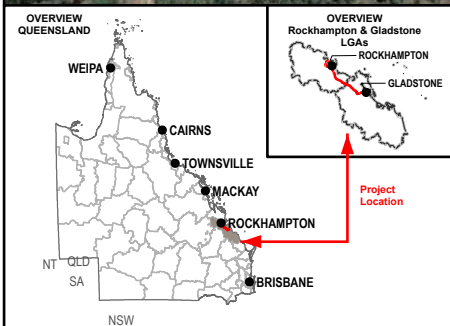 OVERVIEW
QUEENSLAND
WEIPA
CAIRNS
TOWNSVILLE
MACKAY
ROCKHAMPTON
BRISBANE
NT
QLD
SA
NSW
OVERVIEW
Rockhampton & Gladstone
LGAs
ROCKHAMPTON
GLADSTONE
Project
Location